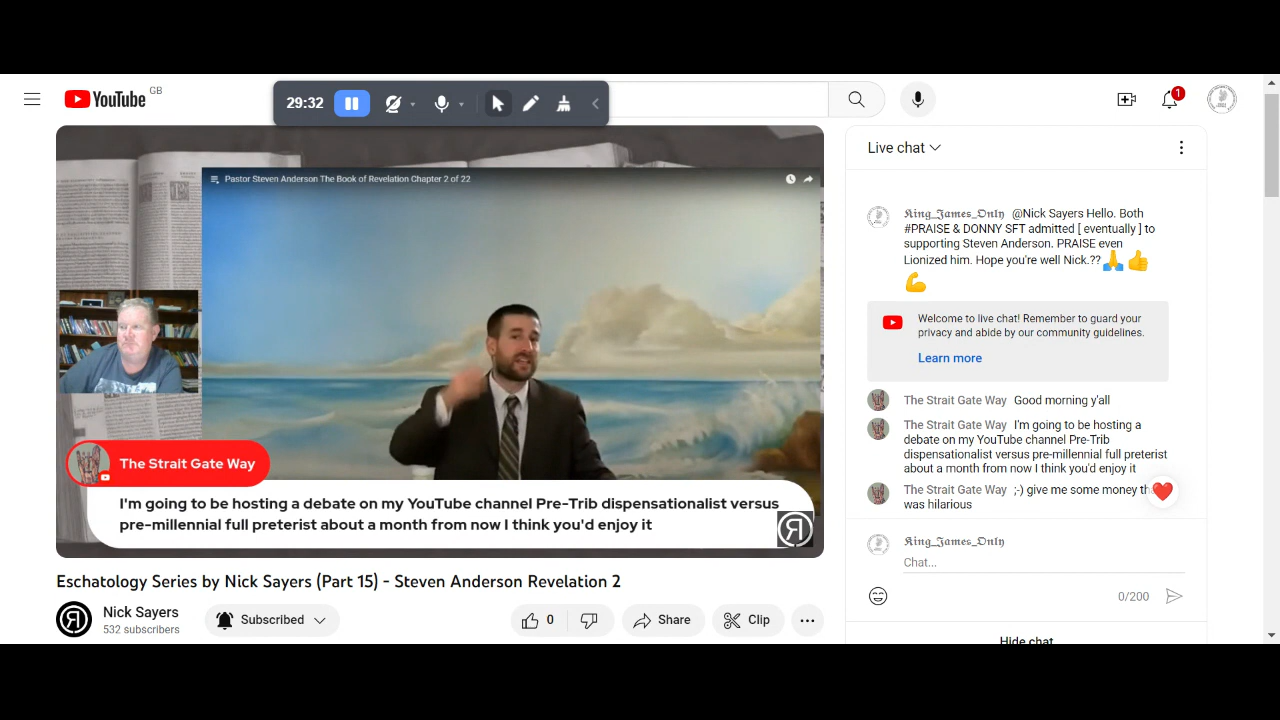 29:32
YouTube GB
1
Pastor Steven Anderson The Book of Revelation Chapter 2 of 22
The Strait Gate Way
I'm going to be hosting a debate on my YouTube channel Pre-Trib dispensationalist versus
pre-millennial full preterist about a month from now I think you'd enjoy it
Eschatology Series by Nick Sayers (Part 15) - Steven Anderson Revelation 2
Nick Sayers
532 subscribers
Subscribed
0
Share
Clip
Live chat
𝕶𝖎𝖓𝖌_𝕵𝖆𝖒𝖊𝖘_𝕺𝖓𝖑𝖞 @Nick Sayers Hello. Both
#PRAISE & DONNY SFT admitted [ eventually ] to
supporting Steven Anderson. PRAISE even
Lionized him. Hope you're well Nick.??🙏👍
💪
Welcome to live chat! Remember to guard your
privacy and abide by our community guidelines.
Learn more
The Strait Gate Way Good morning y'all
The Strait Gate Way I'm going to be hosting a
debate on my YouTube channel Pre-Trib
dispensationalist versus pre-millennial full preterist
about a month from now I think you'd enjoy it
The Strait Gate Way ;-) give me some money
was hilarious
𝕶𝖎𝖓𝖌_𝕵𝖆𝖒𝖊𝖘_𝕺𝖓𝖑𝖞
Chat...
0/200
Hide chat